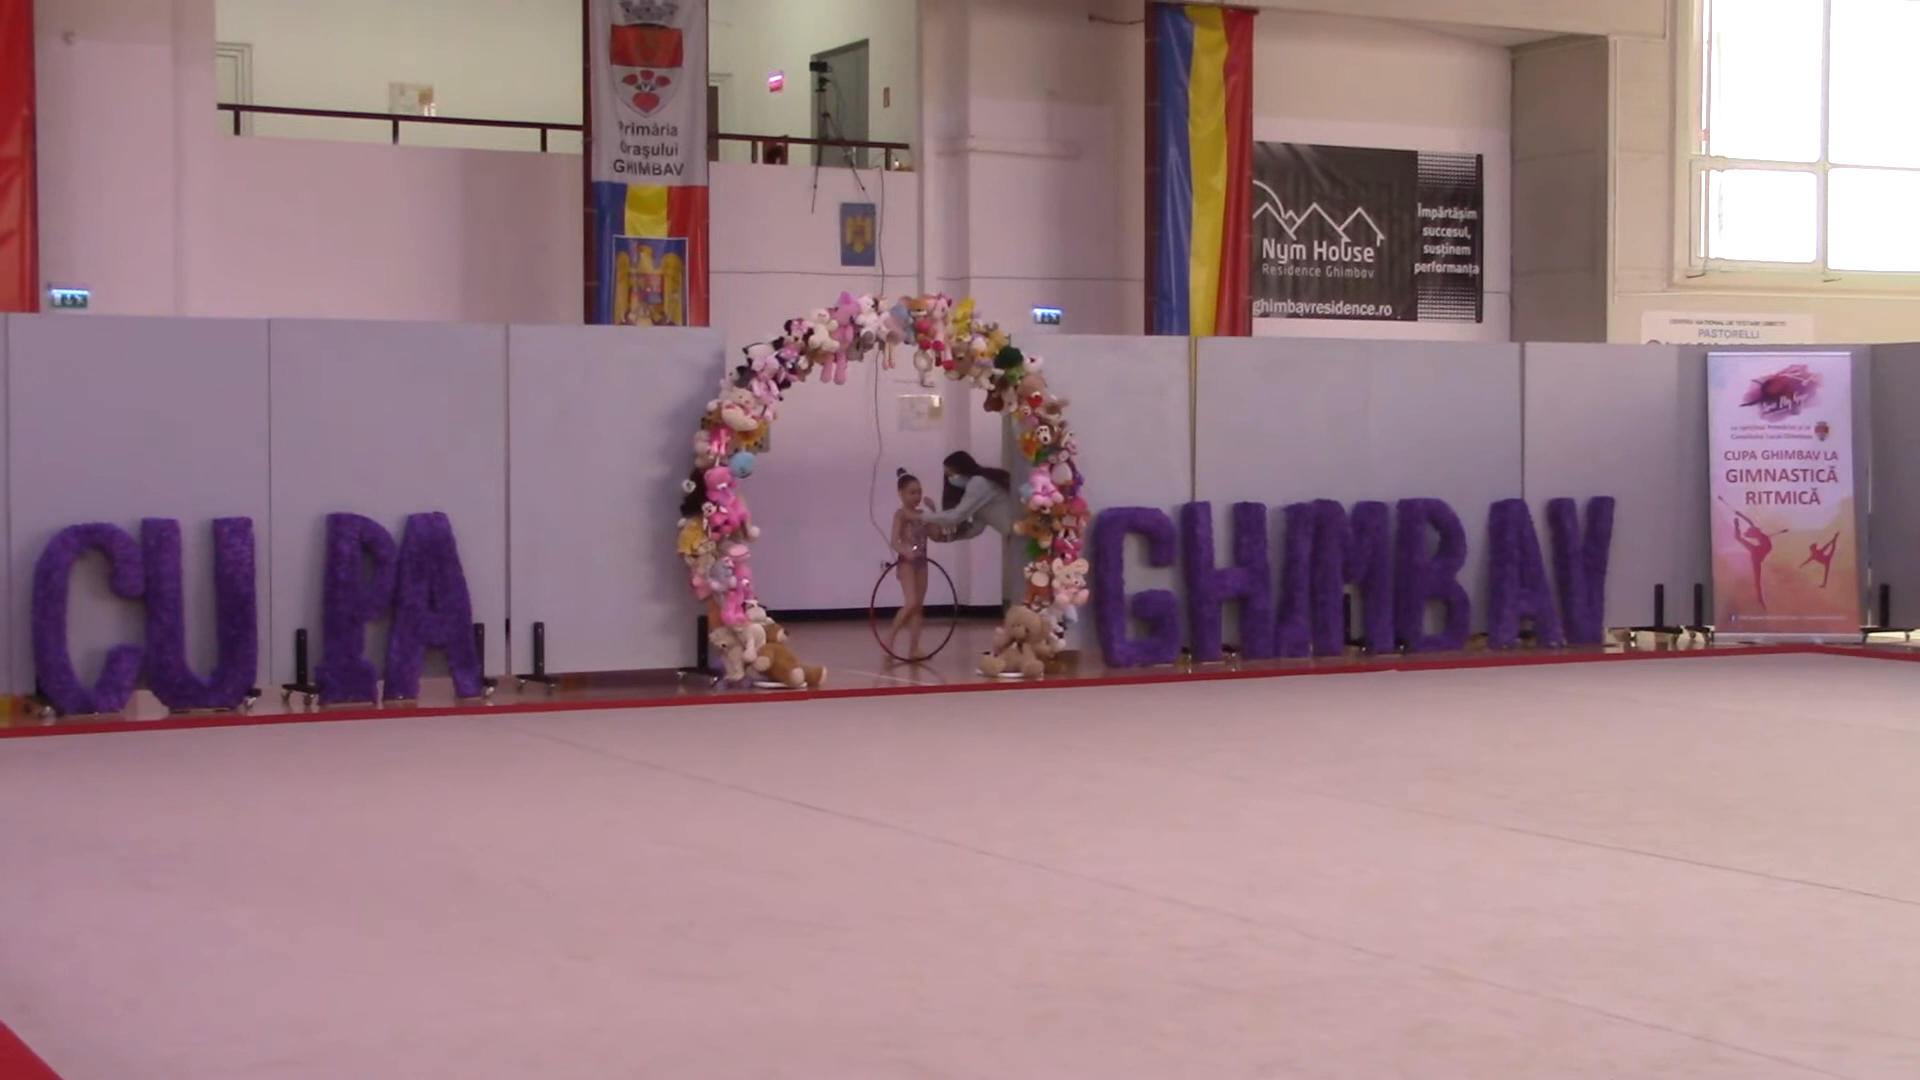 Primăria
Oraşului
GHIMBAV
Nym House
Residence Ghimbav
ghimbavresidence.ro
Împărtășim
succesul,
susținem
performanța
PASTORELLI
CUPA GHIMBAV LA
GIMNASTICĂ
RITMICĂ
CUPA GHIMBAV